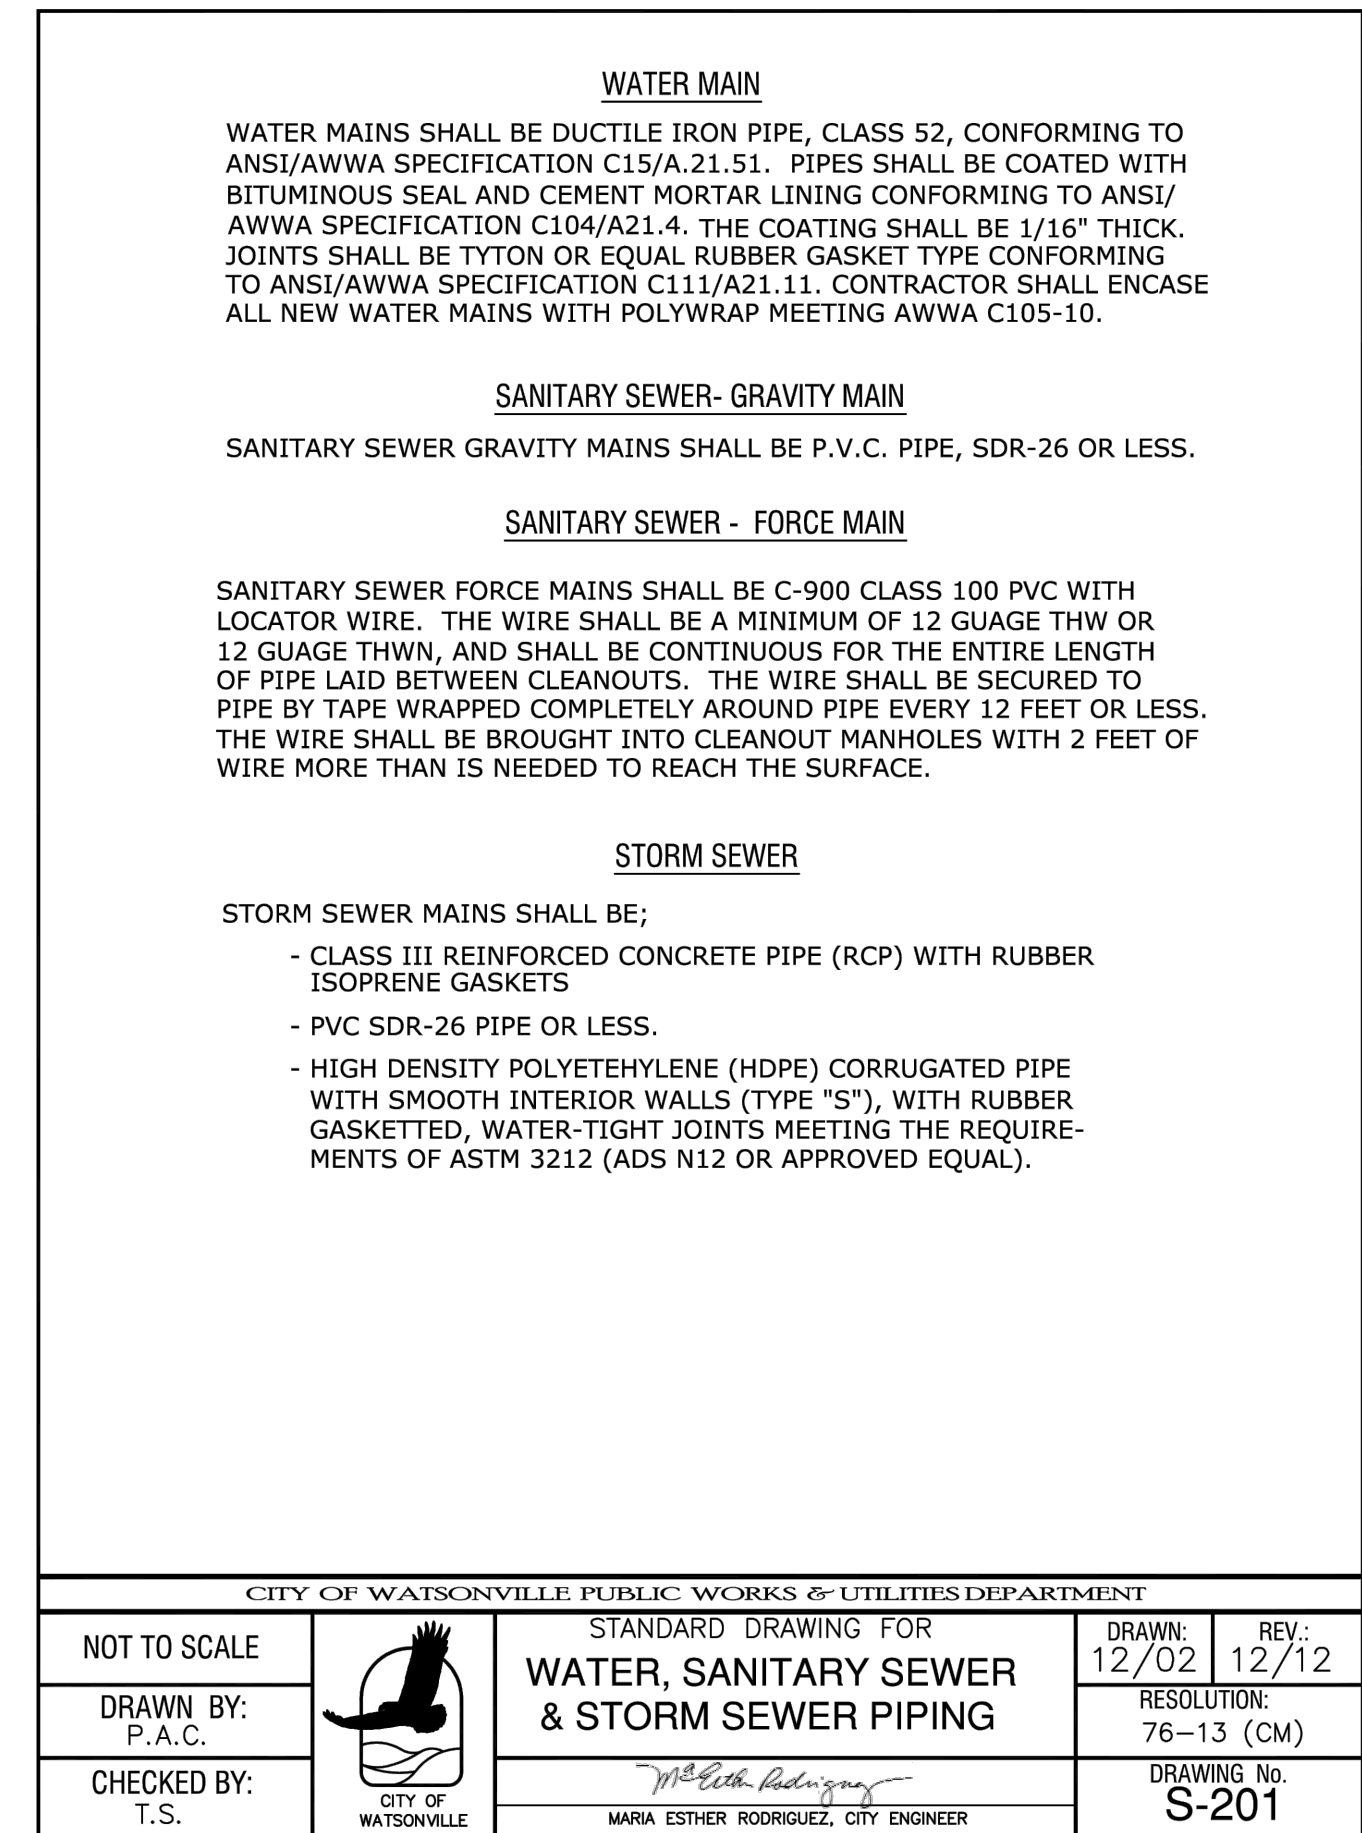 WATER MAIN
WATER MAINS SHALL BE DUCTILE IRON PIPE, CLASS 52, CONFORMING TO
ANSI/AWWA SPECIFICATION C15/A.21.51. PIPES SHALL BE COATED WITH
BITUMINOUS SEAL AND CEMENT MORTAR LINING CONFORMING TO ANSI/
AWWA SPECIFICATION C104/A21.4. THE COATING SHALL BE 1/16" THICK.
JOINTS SHALL BE TYTON OR EQUAL RUBBER GASKET TYPE CONFORMING
TO ANSI/AWWA SPECIFICATION C111/A21.11. CONTRACTOR SHALL ENCASE
ALL NEW WATER MAINS WITH POLYWRAP MEETING AWWA C105-10.
SANITARY SEWER- GRAVITY MAIN
SANITARY SEWER GRAVITY MAINS SHALL BE P.V.C. PIPE, SDR-26 OR LESS.
SANITARY SEWER - FORCE MAIN
SANITARY SEWER FORCE MAINS SHALL BE C-900 CLASS 100 PVC WITH
LOCATOR WIRE. THE WIRE SHALL BE A MINIMUM OF 12 GUAGE THW OR
12 GUAGE THWN, AND SHALL BE CONTINUOUS FOR THE ENTIRE LENGTH
OF PIPE LAID BETWEEN CLEANOUTS. THE WIRE SHALL BE SECURED TO
PIPE BY TAPE WRAPPED COMPLETELY AROUND PIPE EVERY 12 FEET OR LESS.
THE WIRE SHALL BE BROUGHT INTO CLEANOUT MANHOLES WITH 2 FEET OF
WIRE MORE THAN IS NEEDED TO REACH THE SURFACE.
STORM SEWER
STORM SEWER MAINS SHALL BE;
- CLASS III REINFORCED CONCRETE PIPE (RCP) WITH RUBBER
ISOPRENE GASKETS
- PVC SDR-26 PIPE OR LESS.
- HIGH DENSITY POLYETEHYLENE (HDPE) CORRUGATED PIPE
WITH SMOOTH INTERIOR WALLS (TYPE "S"), WITH RUBBER
GASKETTED, WATER-TIGHT JOINTS MEETING THE REQUIRE-
MENTS OF ASTM 3212 (ADS N12 OR APPROVED EQUAL).
CITY OF WATSONVILLE PUBLIC WORKS & UTILITIES DEPARTMENT
NOT TO SCALE
DRAWN BY:
P.A.C.
CHECKED BY:
T.S.
CITY OF
WATSONVILLE
STANDARD DRAWING FOR
WATER, SANITARY SEWER
& STORM SEWER PIPING
Mª Esther Rodriguez
MARIA ESTHER RODRIGUEZ, CITY ENGINEER
DRAWN:
12/02
REV.:
12/12
RESOLUTION:
76-13 (CM)
DRAWING No.
S-201